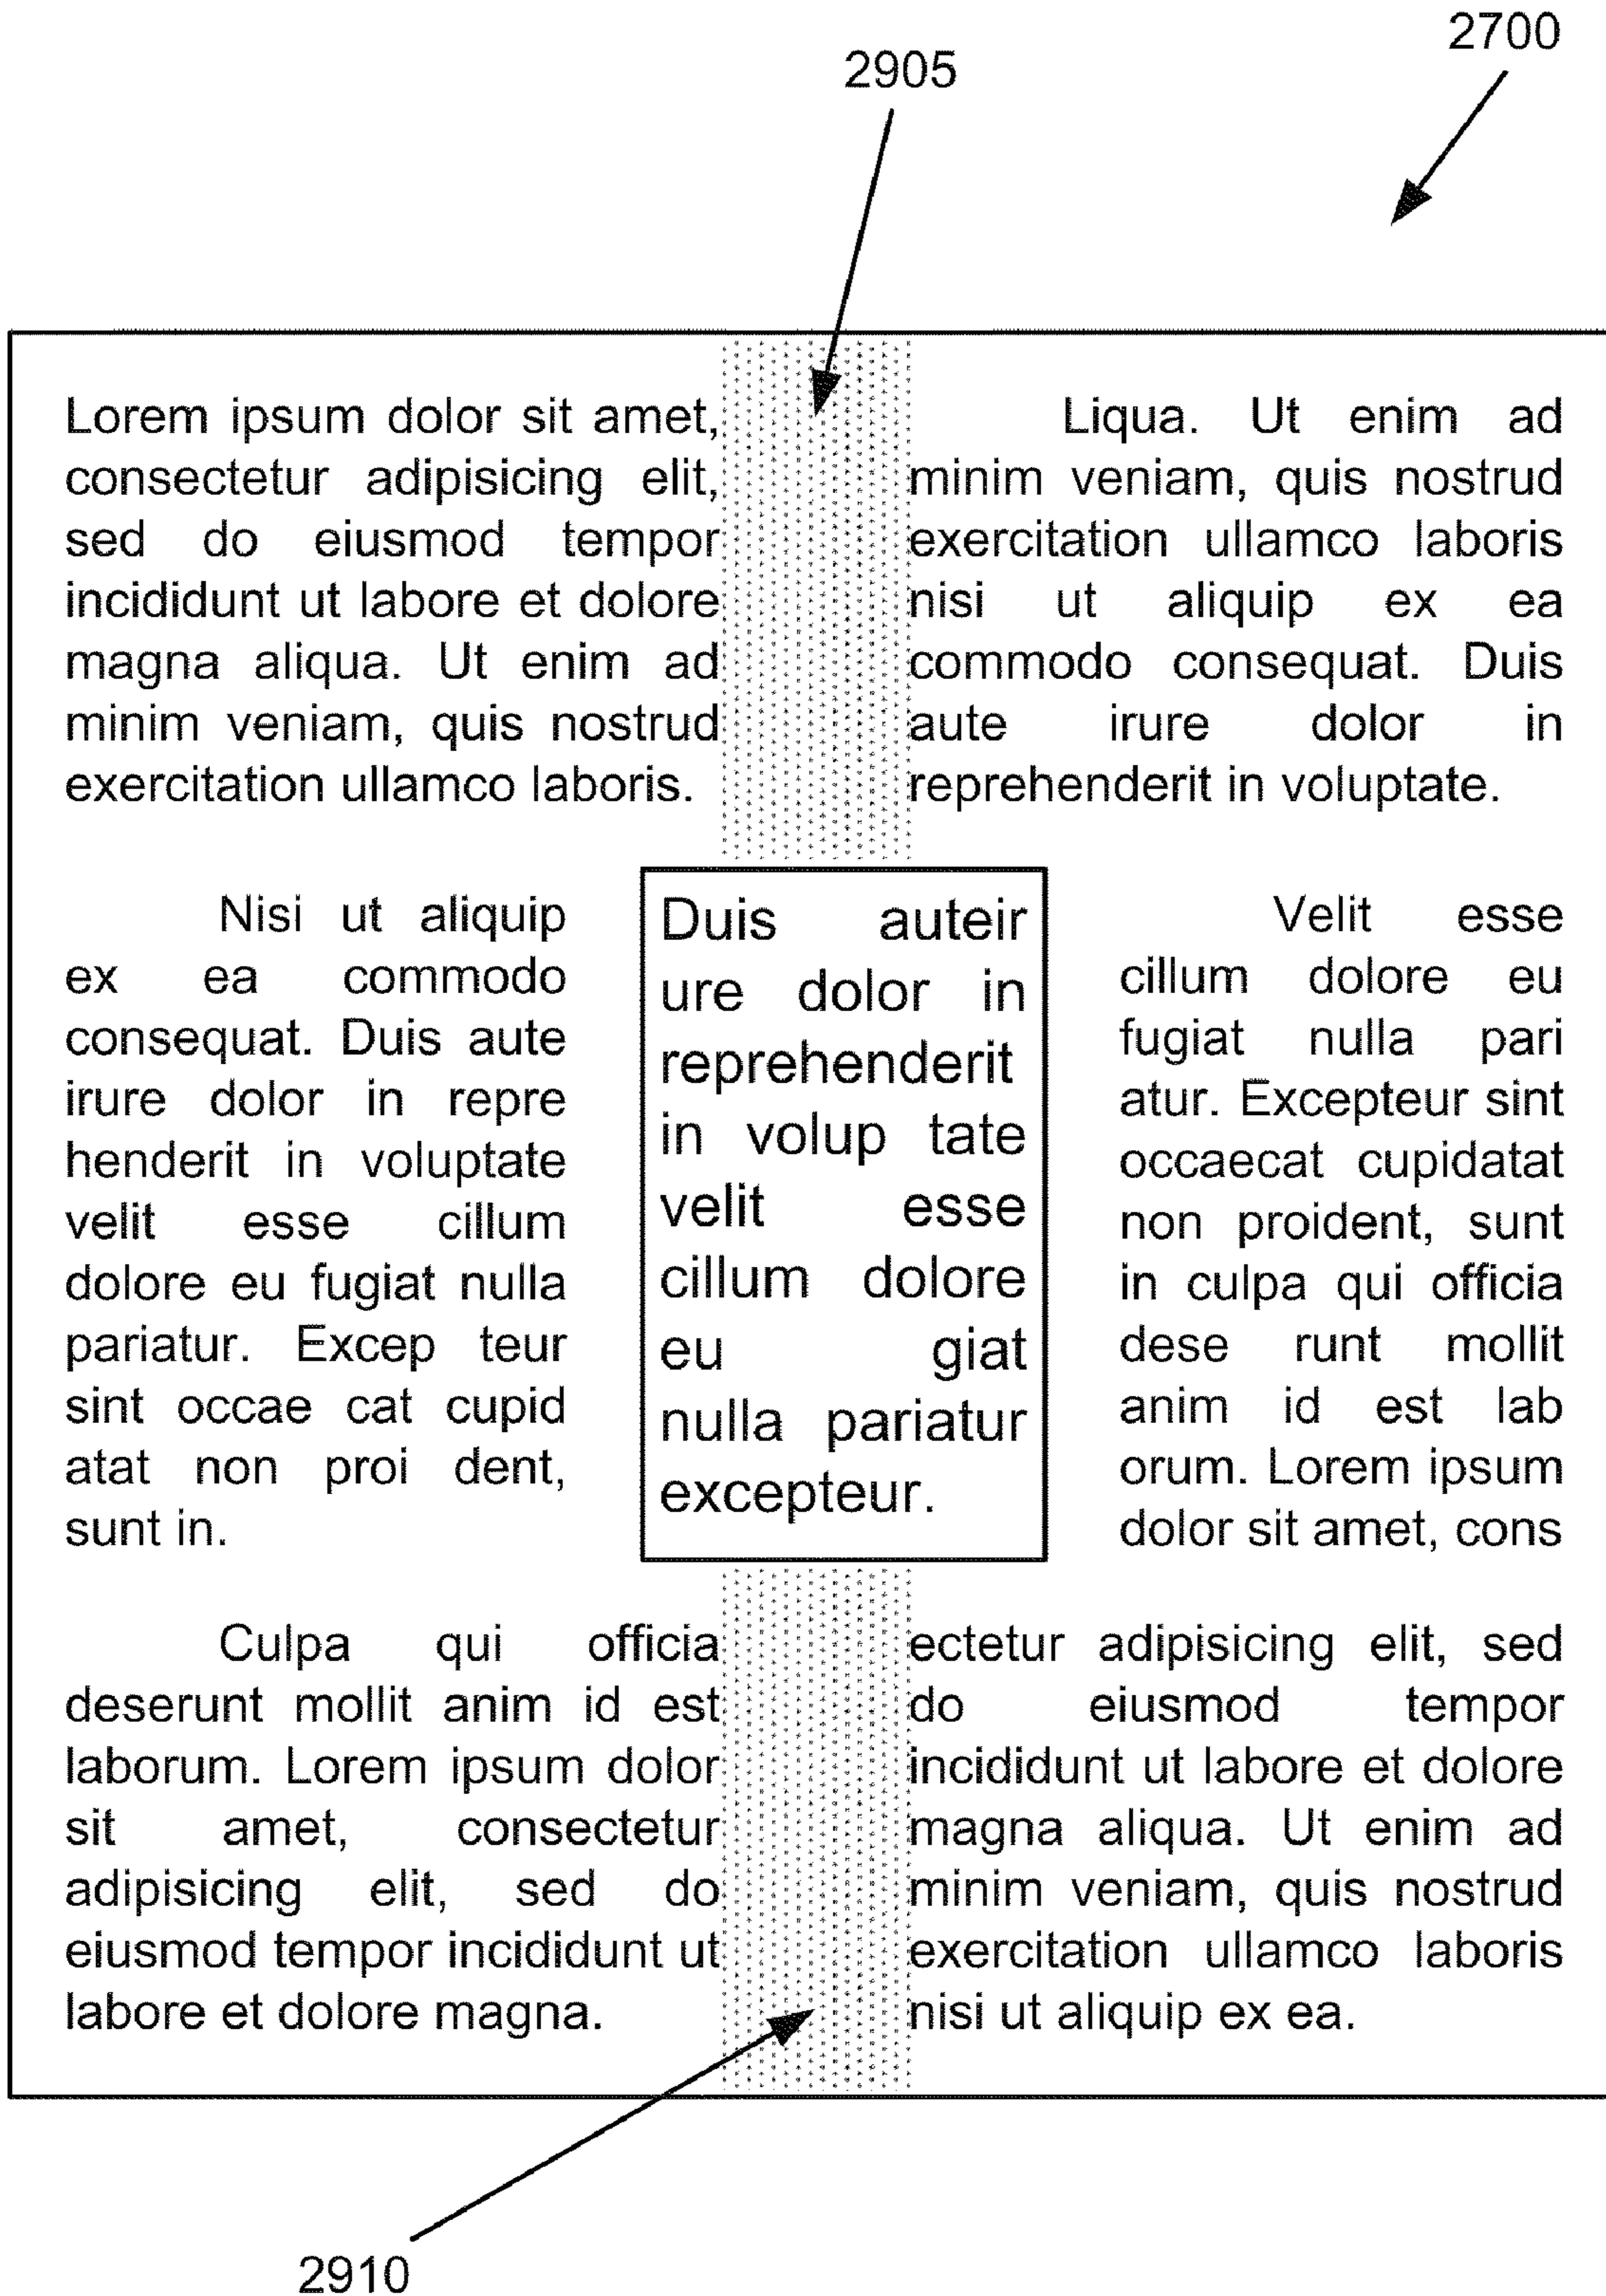 2700
2905
Lorem ipsum dolor sit amet,
consectetur adipisicing elit,
sed do eiusmod tempor
incididunt ut labore et dolore
magna aliqua. Ut enim ad
minim veniam, quis nostrud
exercitation ullamco laboris.
Nisi ut aliquip
ex ea commodo
consequat. Duis aute
irure dolor in repre
henderit in voluptate
velit esse cillum
dolore eu fugiat nulla
pariatur. Excep teur
sint occae cat cupid
atat non proi dent,
sunt in.
Culpa qui officia
deserunt mollit anim id est
laborum. Lorem ipsum dolor
sit amet, consectetur
adipisicing elit, sed do
eiusmod tempor incididunt ut
labore et dolore magna.
Duis auteir
ure dolor in
reprehenderit
in volup tate
velit esse
cillum dolore
eu giat
nulla pariatur
excepteur.
Liqua. Ut enim ad
minim veniam, quis nostrud
exercitation ullamco laboris
nisi ut aliquip ex ea
commodo consequat. Duis
aute irure dolor in
reprehenderit in voluptate.
Velit esse
cillum dolore eu
fugiat nulla pari
atur. Excepteur sint
occaecat cupidatat
non proident, sunt
in culpa qui officia
dese runt mollit
anim id est lab
orum. Lorem ipsum
dolor sit amet, cons
ectetur adipisicing elit, sed
do eiusmod tempor
incididunt ut labore et dolore
magna aliqua. Ut enim ad
minim veniam, quis nostrud
exercitation ullamco laboris
nisi ut aliquip ex ea.
2910